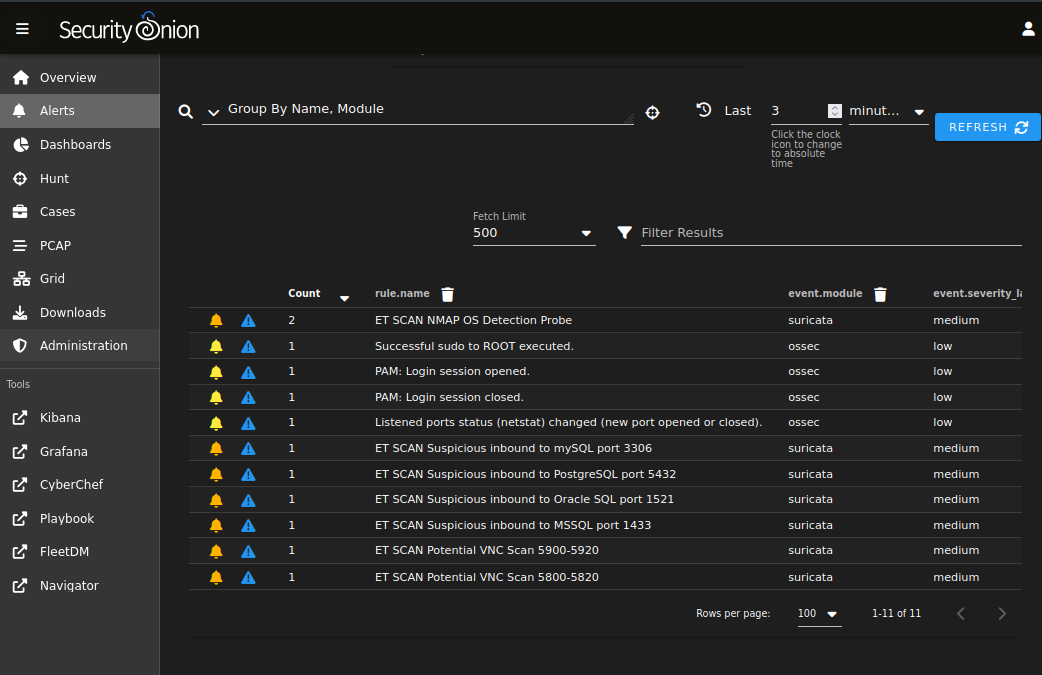 Security Onion
Overview
Alerts
Dashboards
Hunt
Cases
PCAP
Grid
Downloads
Administration
Tools
Kibana
Grafana
CyberChef
Playbook
FleetDM
Navigator
Group By Name, Module
Last 3 minut...
REFRESH
Click the clock
icon to change
to absolute
time
Fetch Limit
500
Filter Results
Count rule.name event.module event.severity_la
2 ET SCAN NMAP OS Detection Probe suricata medium
1 Successful sudo to ROOT executed. ossec low
1 PAM: Login session opened. ossec low
1 PAM: Login session closed. ossec low
1 Listened ports status (netstat) changed (new port opened or closed). ossec low
1 ET SCAN Suspicious inbound to mySQL port 3306 suricata medium
1 ET SCAN Suspicious inbound to PostgreSQL port 5432 suricata medium
1 ET SCAN Suspicious inbound to Oracle SQL port 1521 suricata medium
1 ET SCAN Suspicious inbound to MSSQL port 1433 suricata medium
1 ET SCAN Potential VNC Scan 5900-5920 suricata medium
1 ET SCAN Potential VNC Scan 5800-5820 suricata medium
Rows per page: 100 1-11 of 11